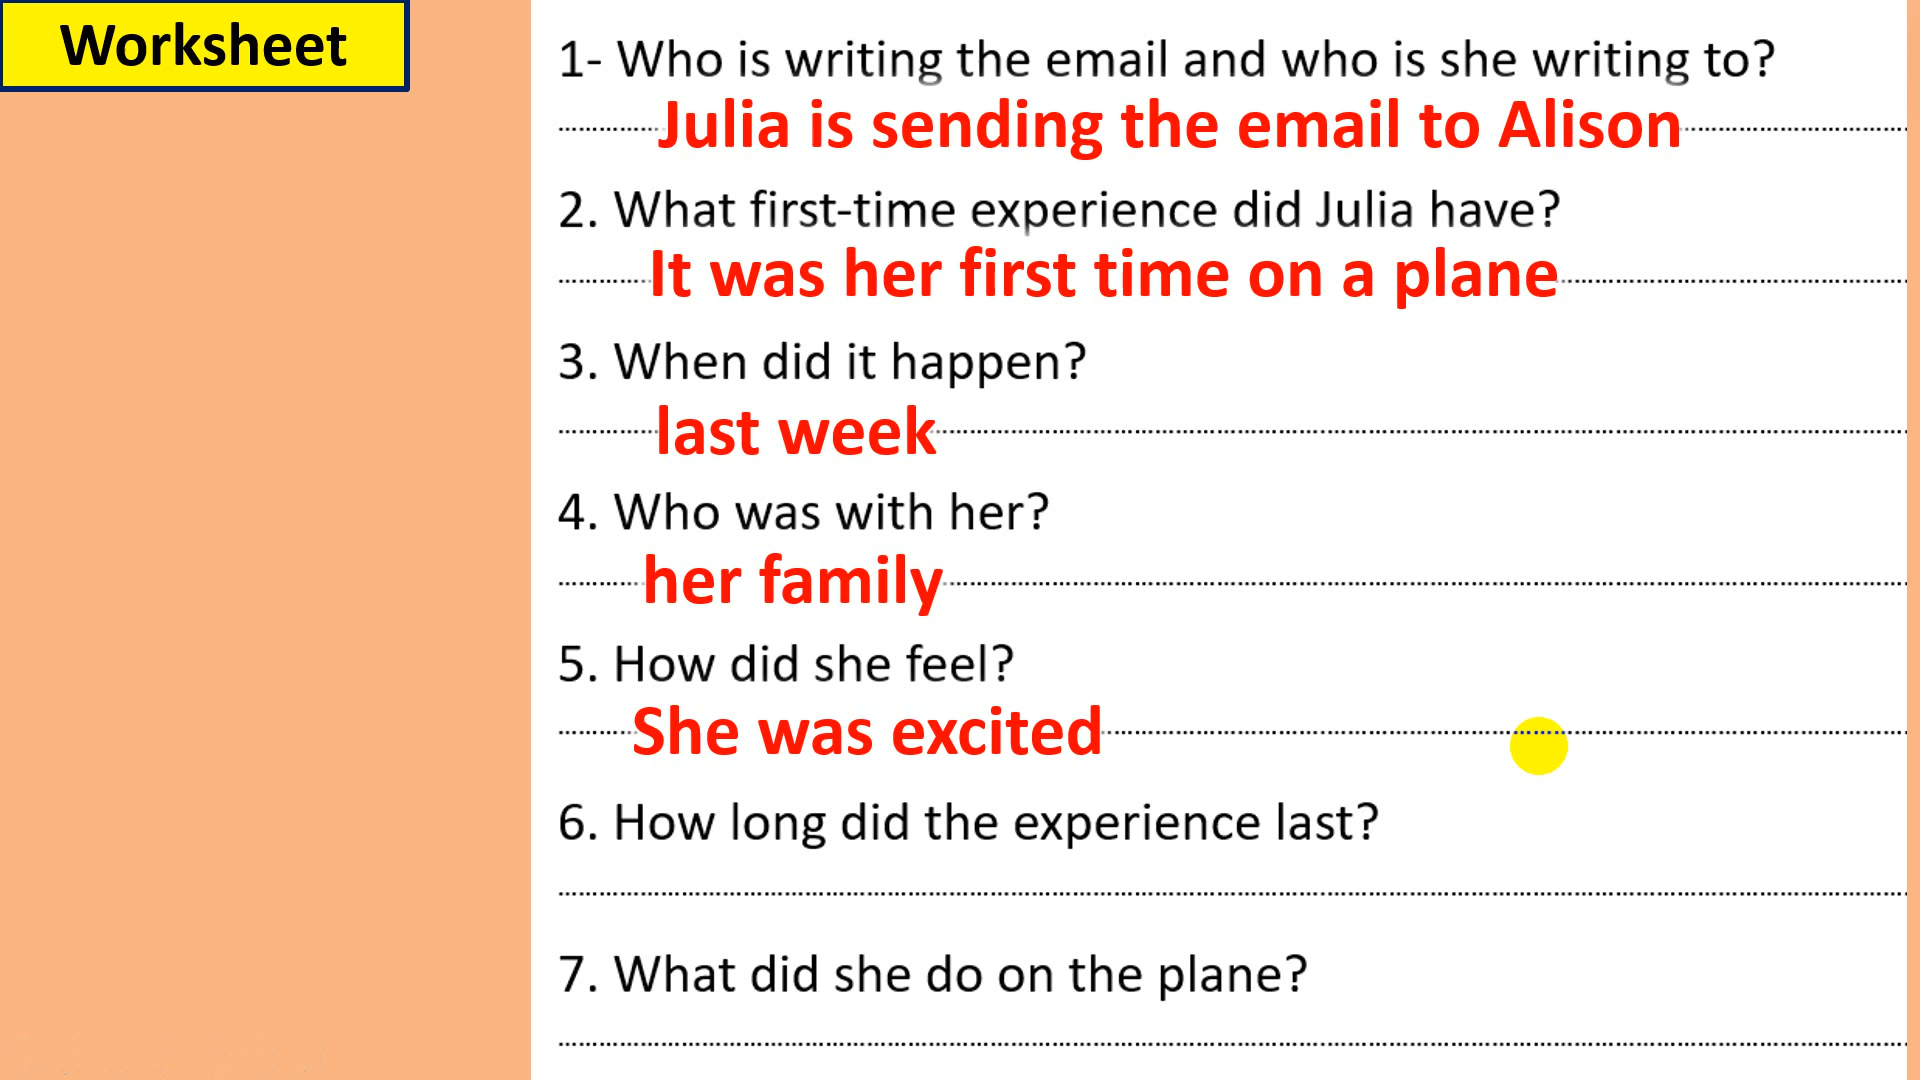 Worksheet
1- Who is writing the email and who is she writing to?
Julia is sending the email to Alison
2. What first-time experience did Julia have?
It was her first time on a plane
3. When did it happen?
last week
4. Who was with her?
her family
5. How did she feel?
She was excited
6. How long did the experience last?
7. What did she do on the plane?